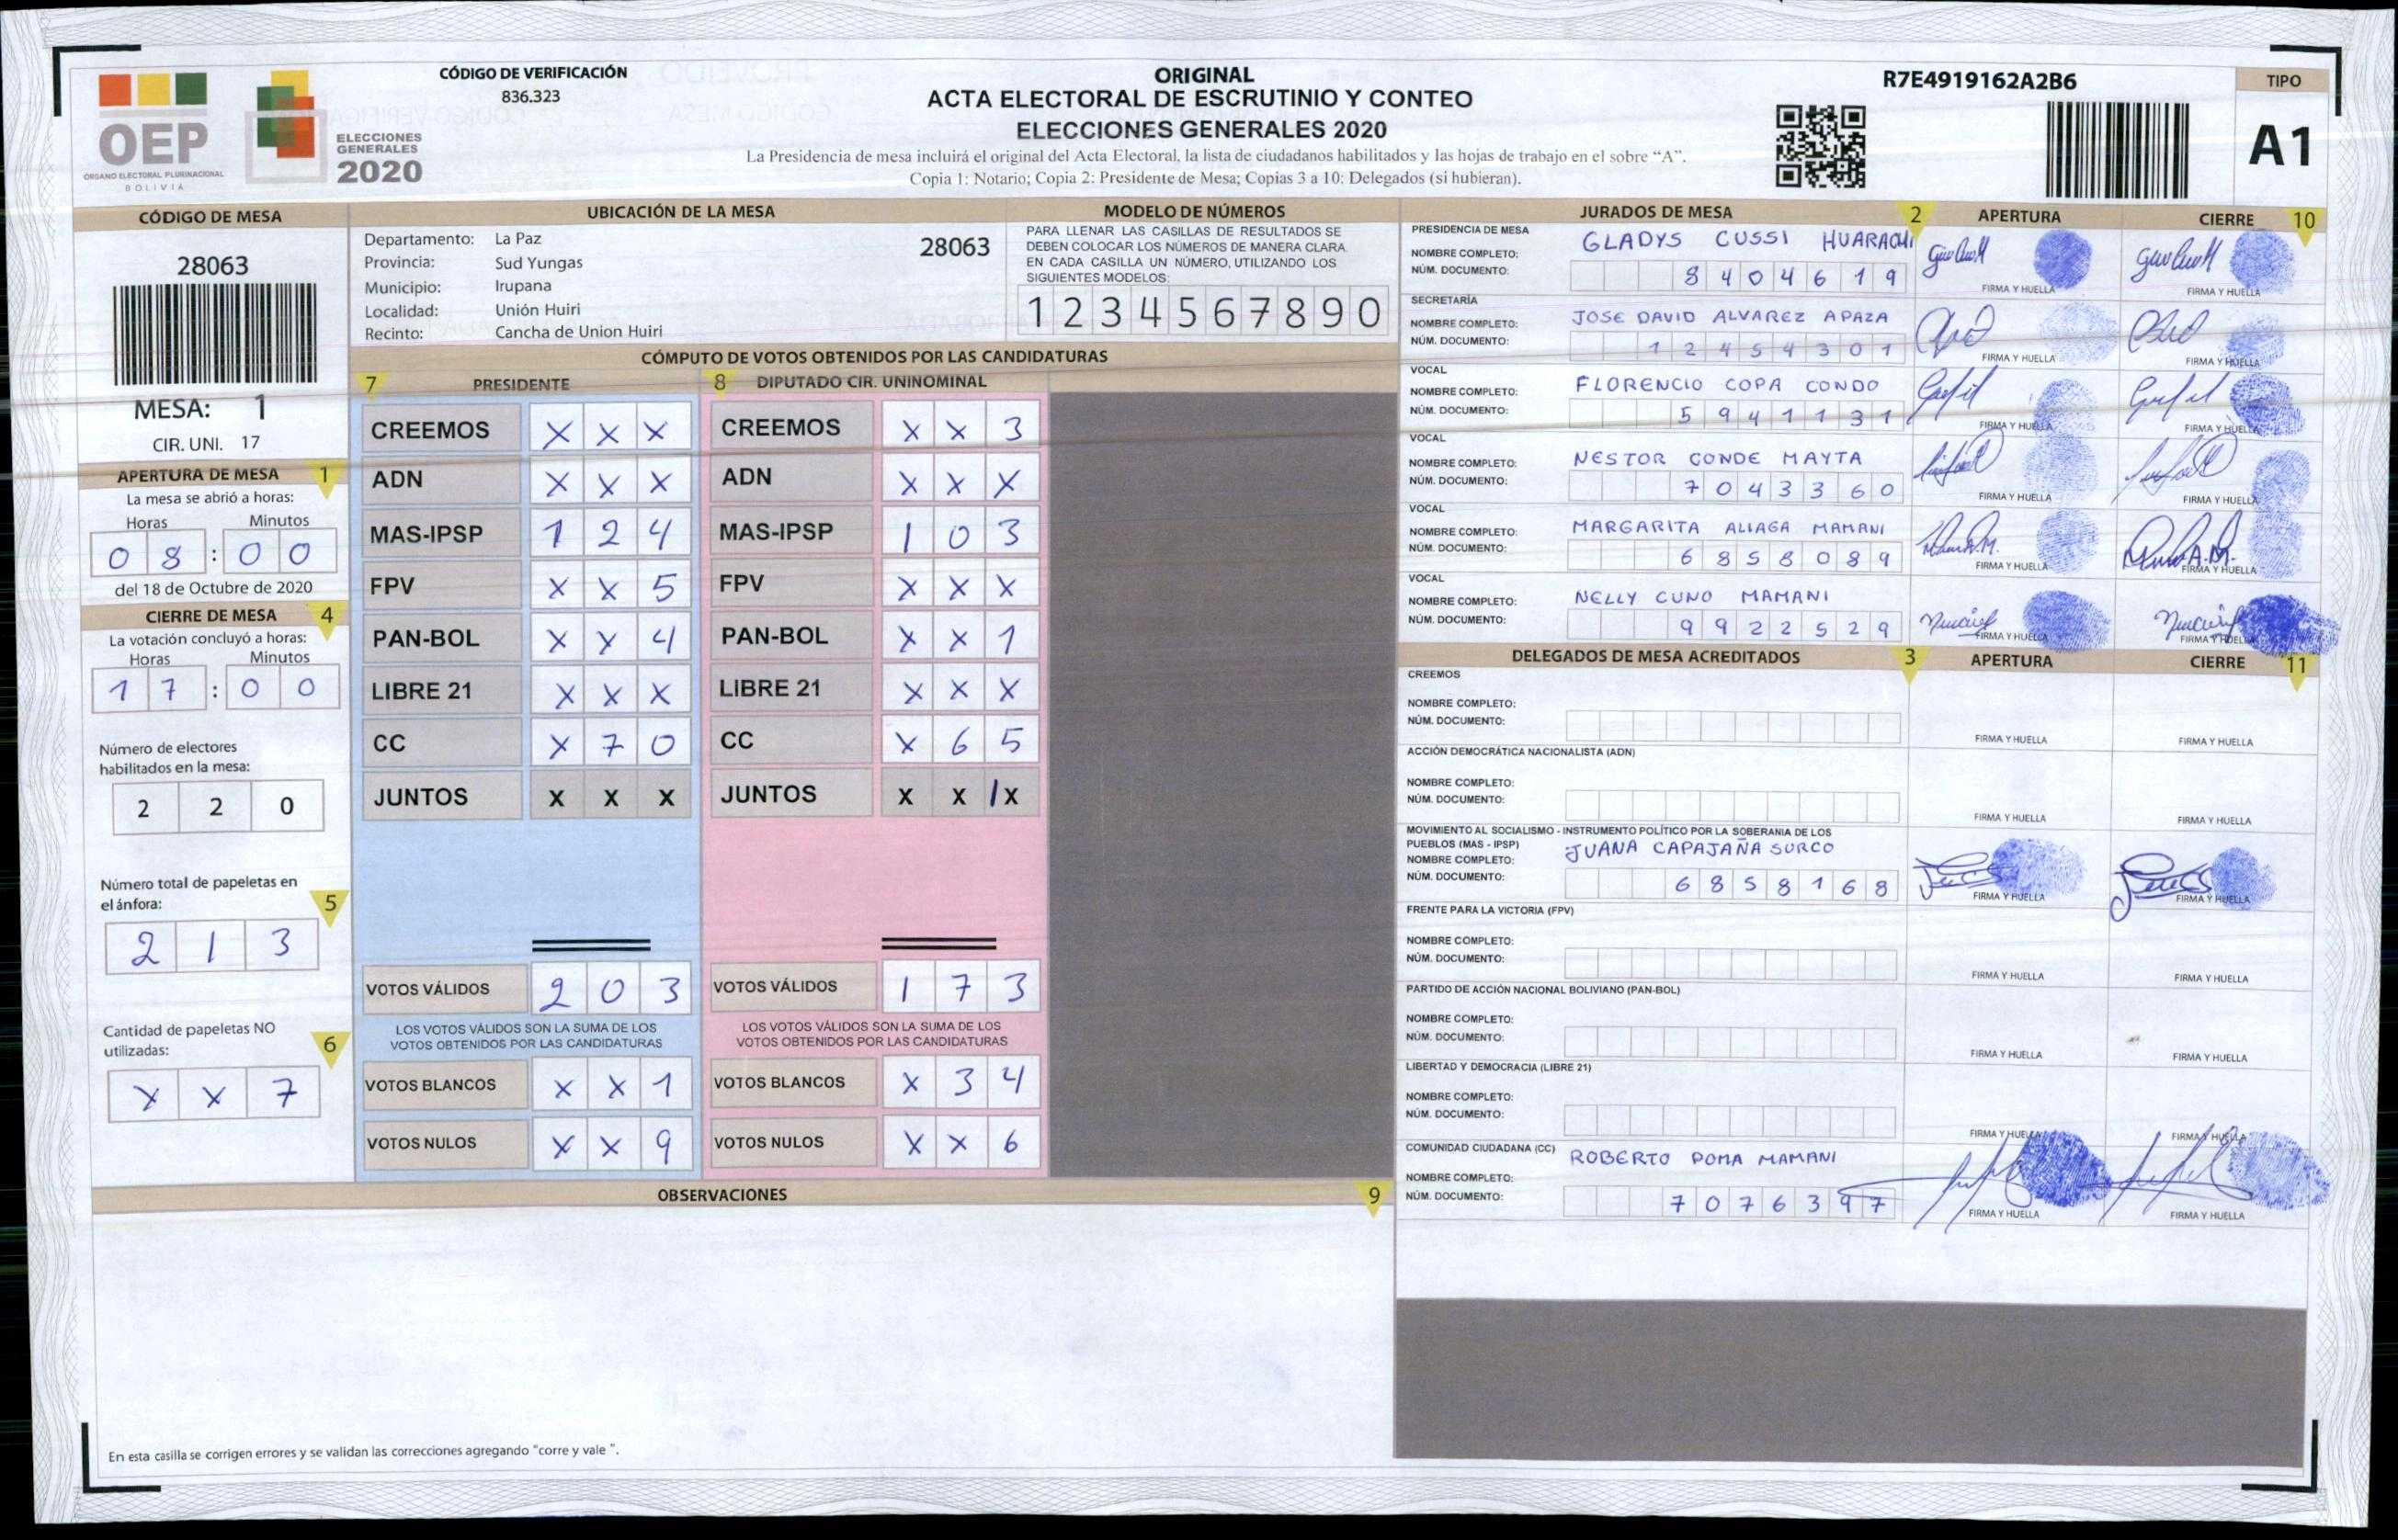 OEP
ÓRGANO ELECTORAL PLURINACIONAL
BOLIVIA
ELECCIONES
GENERALES
2020
CÓDIGO DE VERIFICACIÓN
836.323
ORIGINAL
ACTA ELECTORAL DE ESCRUTINIO Y CONTEO
ELECCIONES GENERALES 2020
La Presidencia de mesa incluirá el original del Acta Electoral, la lista de ciudadanos habilitados y las hojas de trabajo en el sobre “A”.
Copia 1: Notario; Copia 2: Presidente de Mesa; Copias 3 a 10: Delegados (si hubieran).
R7E4919162A2B6
TIPO
A1
CÓDIGO DE MESA
28063
MESA: 1
CIR. UNI. 17
APERTURA DE MESA 1
La mesa se abrió a horas:
Horas Minutos
0 8 : 0 0
del 18 de Octubre de 2020
CIERRE DE MESA 4
La votación concluyó a horas:
Horas Minutos
1 7 : 0 0
Número de electores
habilitados en la mesa:
2 2 0
Número total de papeletas en
el ánfora: 5
2 1 3
Cantidad de papeletas NO
utilizadas: 6
X X 7
UBICACIÓN DE LA MESA
Departamento: La Paz 28063
Provincia: Sud Yungas
Municipio: Irupana
Localidad: Unión Huiri
Recinto: Cancha de Union Huiri
MODELO DE NÚMEROS
PARA LLENAR LAS CASILLAS DE RESULTADOS SE
DEBEN COLOCAR LOS NÚMEROS DE MANERA CLARA
EN CADA CASILLA UN NÚMERO, UTILIZANDO LOS
SIGUIENTES MODELOS:
1 2 3 4 5 6 7 8 9 0
CÓMPUTO DE VOTOS OBTENIDOS POR LAS CANDIDATURAS
7 PRESIDENTE
CREEMOS X X X
ADN X X X
MAS-IPSP 1 2 4
FPV X X 5
PAN-BOL X X 4
LIBRE 21 X X X
CC X 7 0
JUNTOS X X X
VOTOS VÁLIDOS 2 0 3
LOS VOTOS VÁLIDOS SON LA SUMA DE LOS
VOTOS OBTENIDOS POR LAS CANDIDATURAS
VOTOS BLANCOS X X 1
VOTOS NULOS X X 9
8 DIPUTADO CIR. UNINOMINAL
CREEMOS X X 3
ADN X X X
MAS-IPSP 1 0 3
FPV X X X
PAN-BOL X X 1
LIBRE 21 X X X
CC X 6 5
JUNTOS X X /X
VOTOS VÁLIDOS 1 7 3
LOS VOTOS VÁLIDOS SON LA SUMA DE LOS
VOTOS OBTENIDOS POR LAS CANDIDATURAS
VOTOS BLANCOS X 3 4
VOTOS NULOS X X 6
OBSERVACIONES 9
En esta casilla se corrigen errores y se validan las correcciones agregando "corre y vale ".
JURADOS DE MESA 2 APERTURA CIERRE 10
PRESIDENCIA DE MESA
NOMBRE COMPLETO: GLADYS CUSSI HUARACHI
NÚM. DOCUMENTO: 8 4 0 4 6 1 9
FIRMA Y HUELLA FIRMA Y HUELLA
SECRETARÍA
NOMBRE COMPLETO: JOSE DAVID ALVAREZ APAZA
NÚM. DOCUMENTO: 1 2 4 5 4 3 0 1
FIRMA Y HUELLA FIRMA Y HUELLA
VOCAL
NOMBRE COMPLETO: FLORENCIO COPA CONDO
NÚM. DOCUMENTO: 5 9 4 1 1 3 1
FIRMA Y HUELLA FIRMA Y HUELLA
VOCAL
NOMBRE COMPLETO: NESTOR CONDE MAYTA
NÚM. DOCUMENTO: 7 0 4 3 3 6 0
FIRMA Y HUELLA FIRMA Y HUELLA
VOCAL
NOMBRE COMPLETO: MARGARITA ALIAGA MAMANI
NÚM. DOCUMENTO: 6 8 5 8 0 8 9
FIRMA Y HUELLA FIRMA Y HUELLA
VOCAL
NOMBRE COMPLETO: NELLY CUNO MAMANI
NÚM. DOCUMENTO: 9 9 2 2 5 2 9
FIRMA Y HUELLA FIRMA Y HUELLA
DELEGADOS DE MESA ACREDITADOS 3 APERTURA CIERRE 11
CREEMOS
NOMBRE COMPLETO:
NÚM. DOCUMENTO:
FIRMA Y HUELLA FIRMA Y HUELLA
ACCIÓN DEMOCRÁTICA NACIONALISTA (ADN)
NOMBRE COMPLETO:
NÚM. DOCUMENTO:
FIRMA Y HUELLA FIRMA Y HUELLA
MOVIMIENTO AL SOCIALISMO - INSTRUMENTO POLÍTICO POR LA SOBERANIA DE LOS
PUEBLOS (MAS - IPSP)
NOMBRE COMPLETO: JUANA CAPAJAÑA SURCO
NÚM. DOCUMENTO: 6 8 5 8 1 6 8
FIRMA Y HUELLA FIRMA Y HUELLA
FRENTE PARA LA VICTORIA (FPV)
NOMBRE COMPLETO:
NÚM. DOCUMENTO:
FIRMA Y HUELLA FIRMA Y HUELLA
PARTIDO DE ACCIÓN NACIONAL BOLIVIANO (PAN-BOL)
NOMBRE COMPLETO:
NÚM. DOCUMENTO:
FIRMA Y HUELLA FIRMA Y HUELLA
LIBERTAD Y DEMOCRACIA (LIBRE 21)
NOMBRE COMPLETO:
NÚM. DOCUMENTO:
FIRMA Y HUELLA FIRMA Y HUELLA
COMUNIDAD CIUDADANA (CC)
NOMBRE COMPLETO: ROBERTO POMA MAMANI
NÚM. DOCUMENTO: 7 0 7 6 3 9 7
FIRMA Y HUELLA FIRMA Y HUELLA